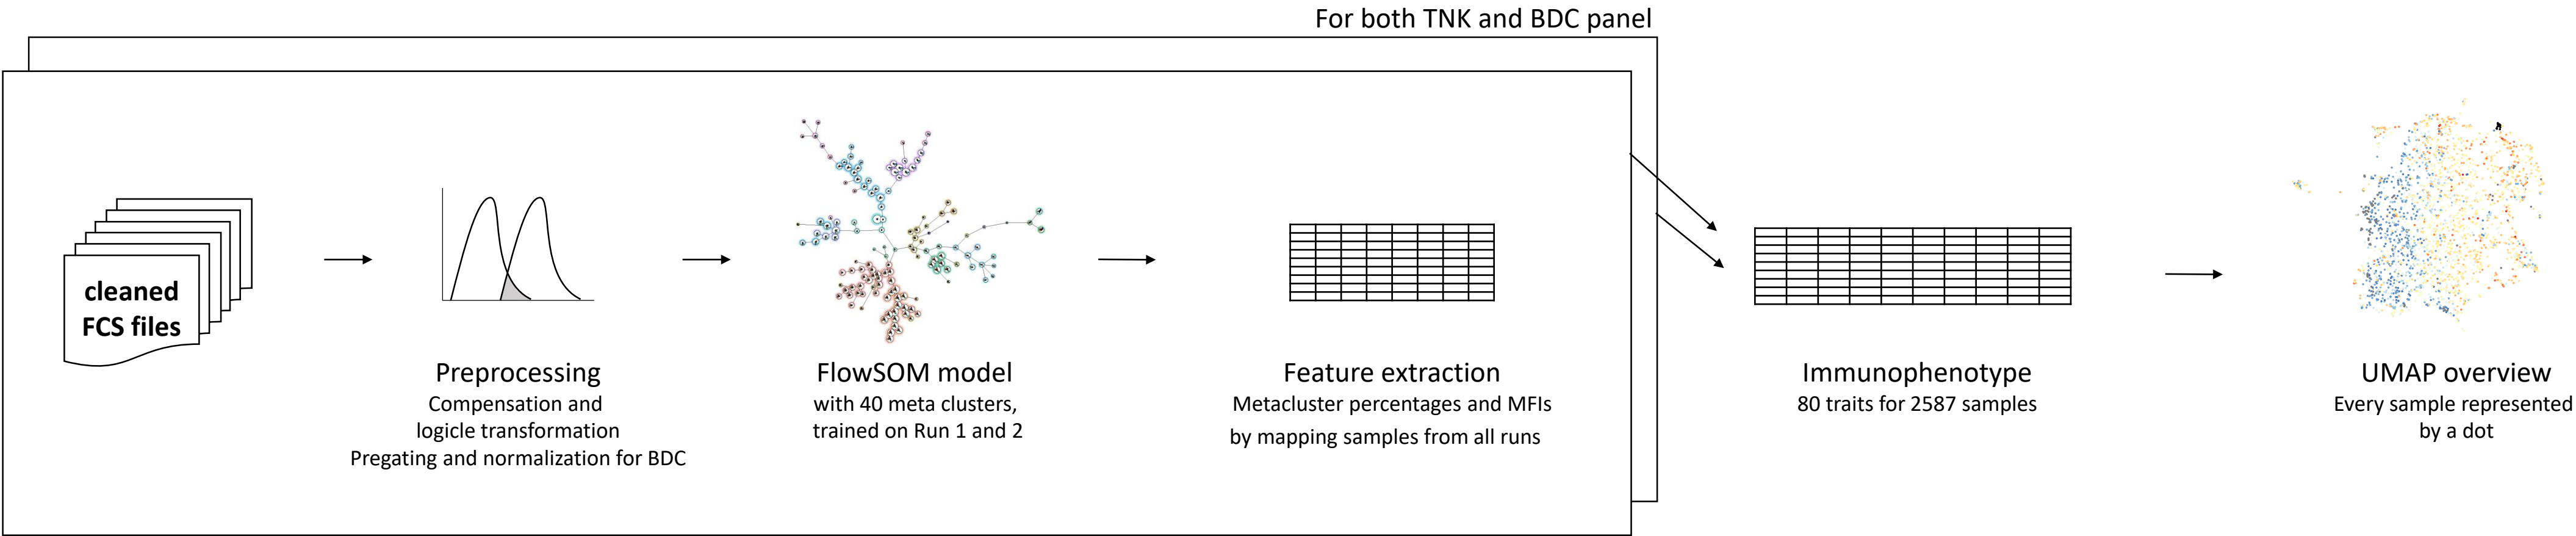 For both TNK and BDC panel
cleaned
FCS files
Preprocessing
Compensation and
logicle transformation
Pregating and normalization for BDC
FlowSOM model
with 40 meta clusters,
trained on Run 1 and 2
Feature extraction
Metacluster percentages and MFIs
by mapping samples from all runs
Immunophenotype
80 traits for 2587 samples
UMAP overview
Every sample represented
by a dot